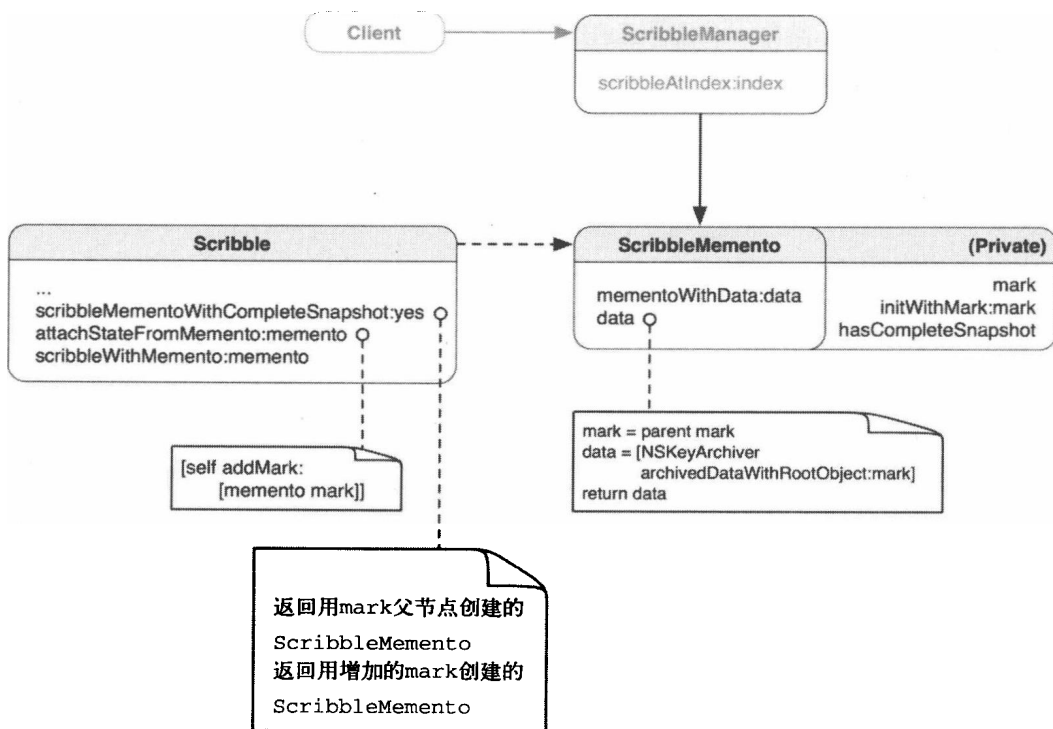 Client
ScribbleManager
scribbleAtIndex:index
Scribble
...
scribbleMementoWithCompleteSnapshot:yes
attachStateFromMemento:memento
scribbleWithMemento:memento
ScribbleMemento
(Private)
mementoWithData:data
data
mark
initWithMark:mark
hasCompleteSnapshot
[self addMark:
[memento mark]]
mark = parent mark
data = [NSKeyArchiver
archivedDataWithRootObject:mark]
return data
返回用mark父节点创建的
ScribbleMemento
返回用增加的mark创建的
ScribbleMemento